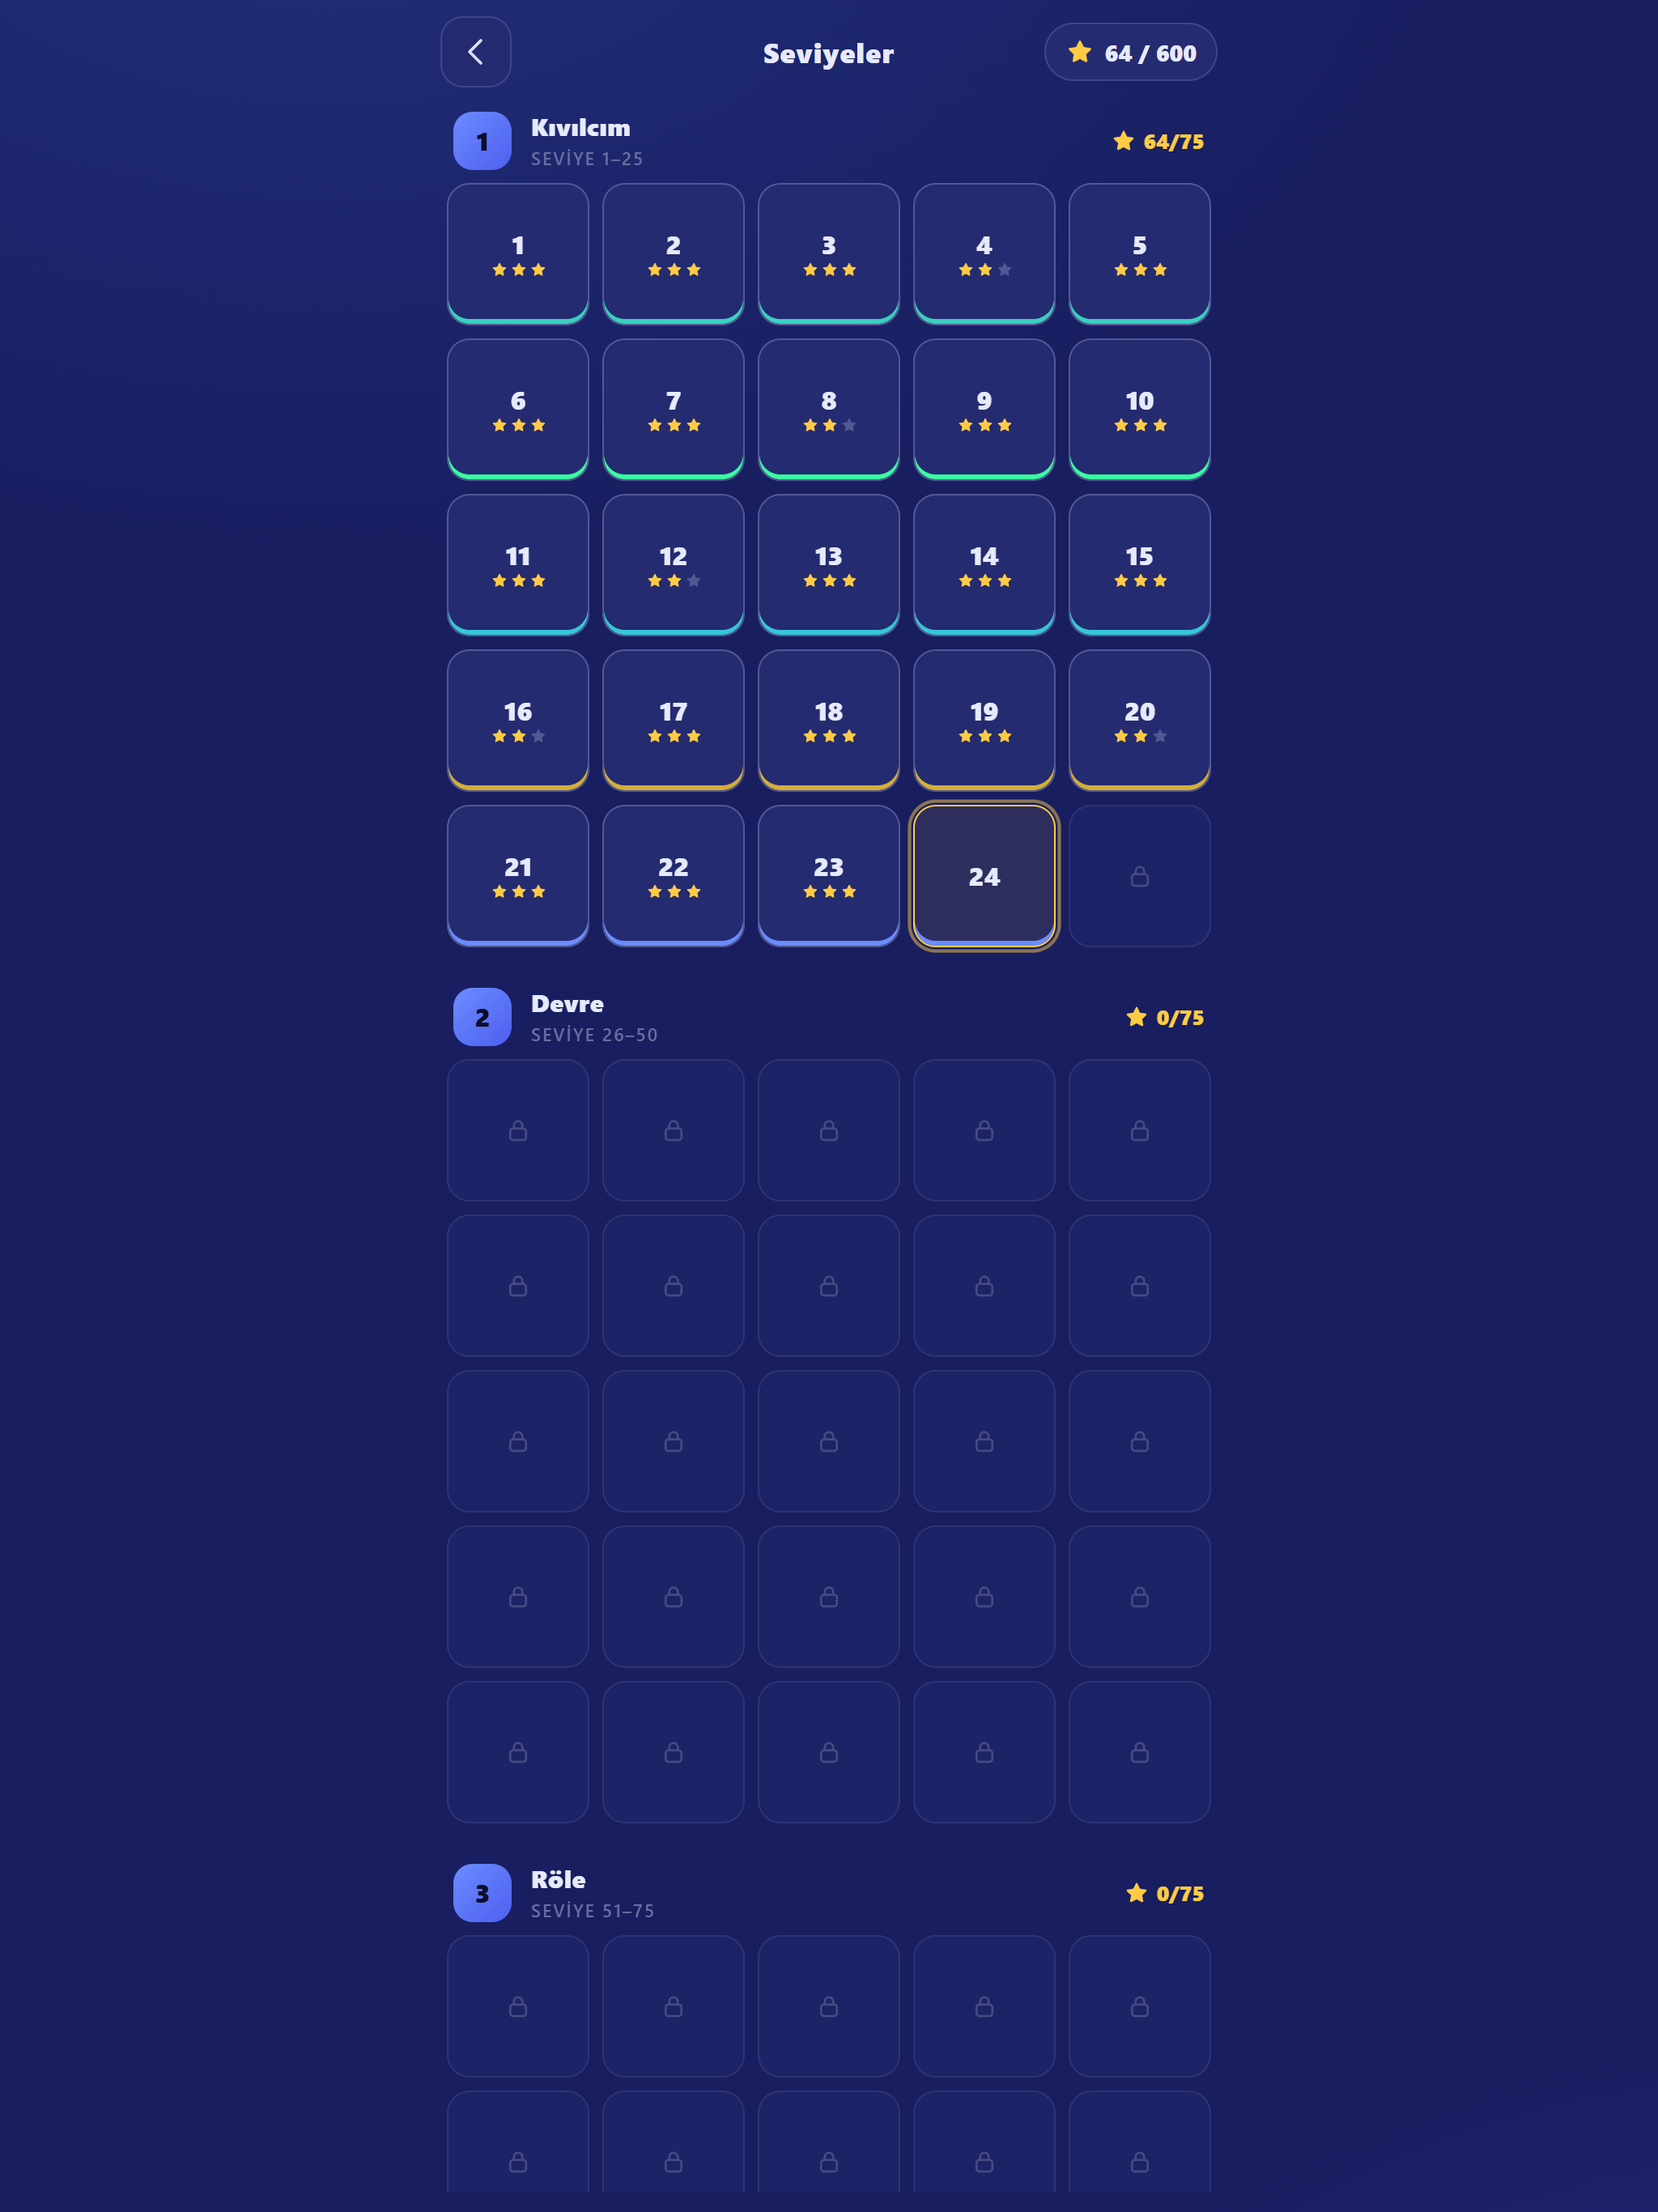 Seviyeler
64 / 600
1
Kıvılcım
SEVİYE 1–25
64/75
1 2 3 4 5
6 7 8 9 10
11 12 13 14 15
16 17 18 19 20
21 22 23 24
2
Devre
SEVİYE 26–50
0/75
3
Röle
SEVİYE 51–75
0/75